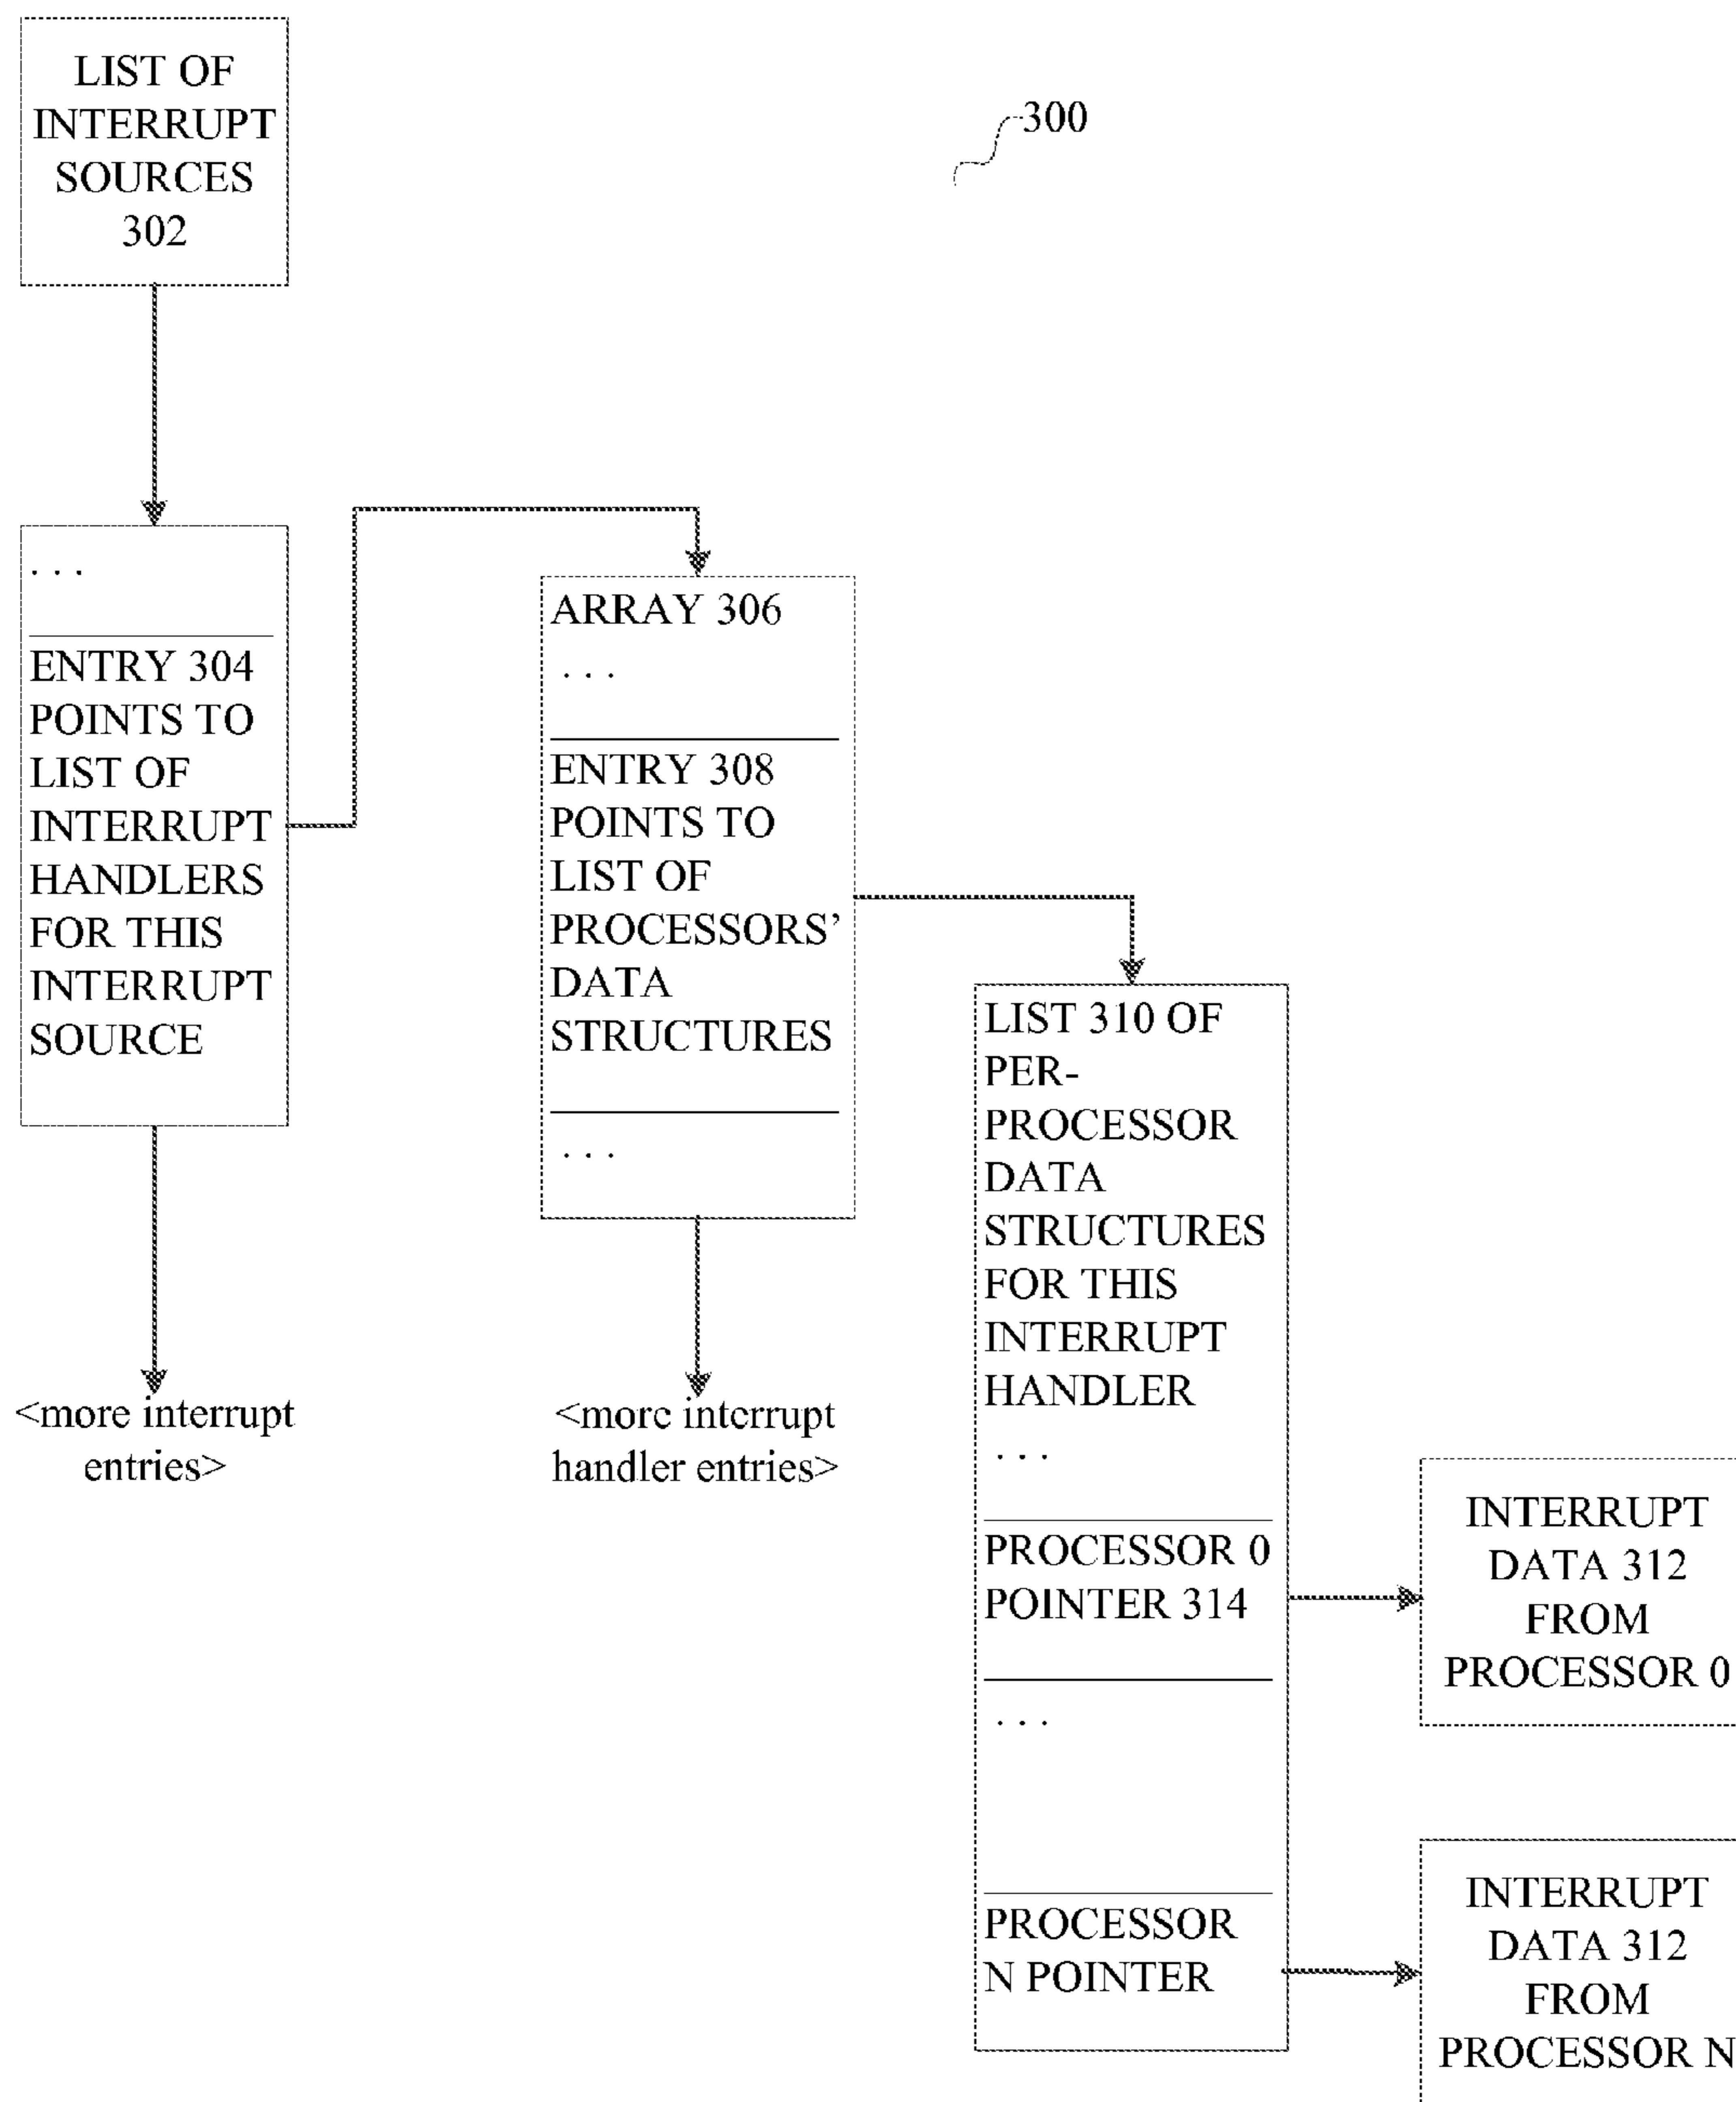 LIST OF
INTERRUPT
SOURCES
302
300
. . .
ENTRY 304
POINTS TO
LIST OF
INTERRUPT
HANDLERS
FOR THIS
INTERRUPT
SOURCE
<more interrupt
entries>
ARRAY 306
. . .
ENTRY 308
POINTS TO
LIST OF
PROCESSORS’
DATA
STRUCTURES
. . .
<more interrupt
handler entries>
LIST 310 OF
PER-
PROCESSOR
DATA
STRUCTURES
FOR THIS
INTERRUPT
HANDLER
. . .
PROCESSOR 0
POINTER 314
. . .
PROCESSOR
N POINTER
INTERRUPT
DATA 312
FROM
PROCESSOR 0
INTERRUPT
DATA 312
FROM
PROCESSOR N